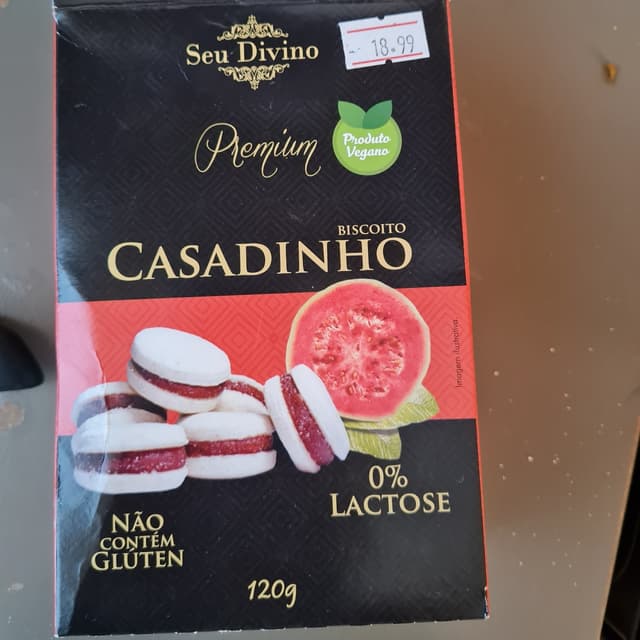 Seu Divino
18.99
Premium
Produto
Vegano
BISCOITO
CASADINHO
Imagem ilustrativa
0%
LACTOSE
NÃO
CONTÉM
GLÚTEN
120g